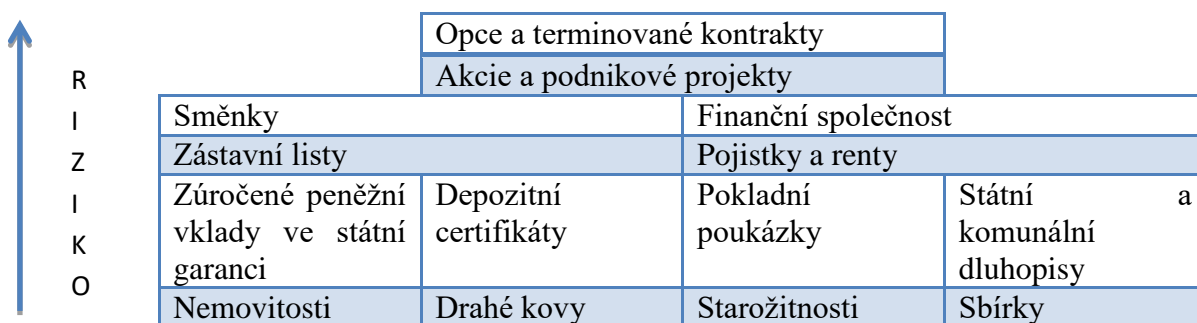 Opce a terminované kontrakty
R
Akcie a podnikové projekty
I
Směnky
Finanční společnost
Z
Zástavní listy
Pojistky a renty
I
K
O
Zúročené peněžní
vklady ve státní
garanci
Depozitní
certifikáty
Pokladní
poukázky
Státní a
komunální
dluhopisy
Nemovitosti
Drahé kovy
Starožitnosti
Sbírky